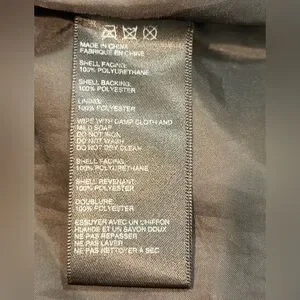 MADE IN CHINA
FABRIQUÉ EN CHINE
SHELL FACING:
100% POLYURETHANE
SHELL BACKING:
100% POLYESTER
LINING:
100% POLYESTER
WIPE WITH DAMP CLOTH AND
MILD SOAP
DO NOT IRON
DO NOT WASH
DO NOT DRY CLEAN
SHELL FACING:
100% POLYURETHANE
SHELL REVENANT:
100% POLYESTER
DOUBLURE:
100% POLYESTER
ESSUYER AVEC UN CHIFFON
HUMIDE ET UN SAVON DOUX
NE PAS REPASSER
NE PAS LAVER
NE PAS NETTOYER À SEC